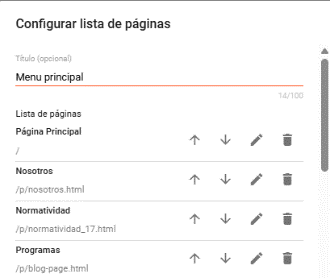 Configurar lista de páginas
Título (opcional)
Menu principal
14/100
Lista de páginas
Página Principal
/
Nosotros
/p/nosotros.html
Normatividad
/p/normatividad_17.html
Programas
/p/blog-page.html